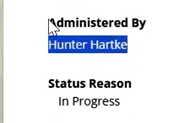 Administered By
Hunter Hartke
Status Reason
In Progress